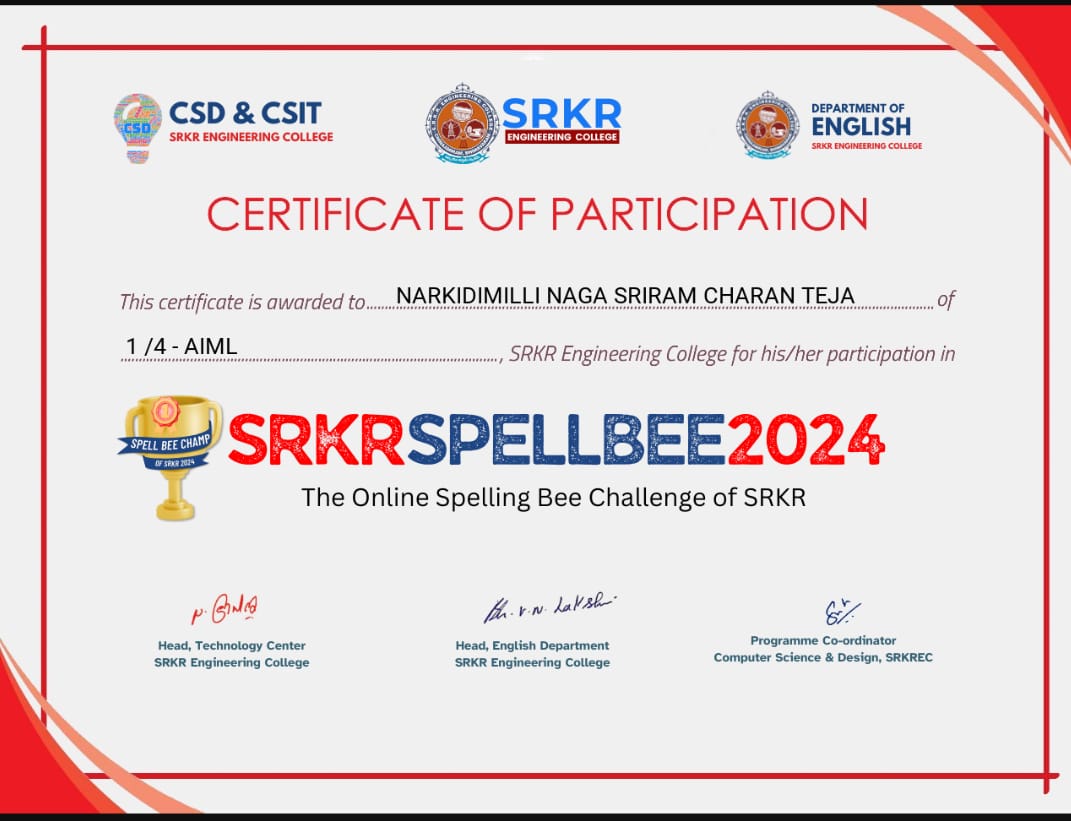 CSD & CSIT
SRKR ENGINEERING COLLEGE
CSD
SRKR
ENGINEERING COLLEGE
DEPARTMENT OF
ENGLISH
SRKR ENGINEERING COLLEGE
CERTIFICATE OF PARTICIPATION
This certificate is awarded to NARKIDIMILLI NAGA SRIRAM CHARAN TEJA of
1 /4 - AIML, SRKR Engineering College for his/her participation in
SPELL BEE CHAMP
OF SRKR 2024
SRKRSPELLBEE2024
The Online Spelling Bee Challenge of SRKR
Head, Technology Center
SRKR Engineering College
Head, English Department
SRKR Engineering College
Programme Co-ordinator
Computer Science & Design, SRKREC